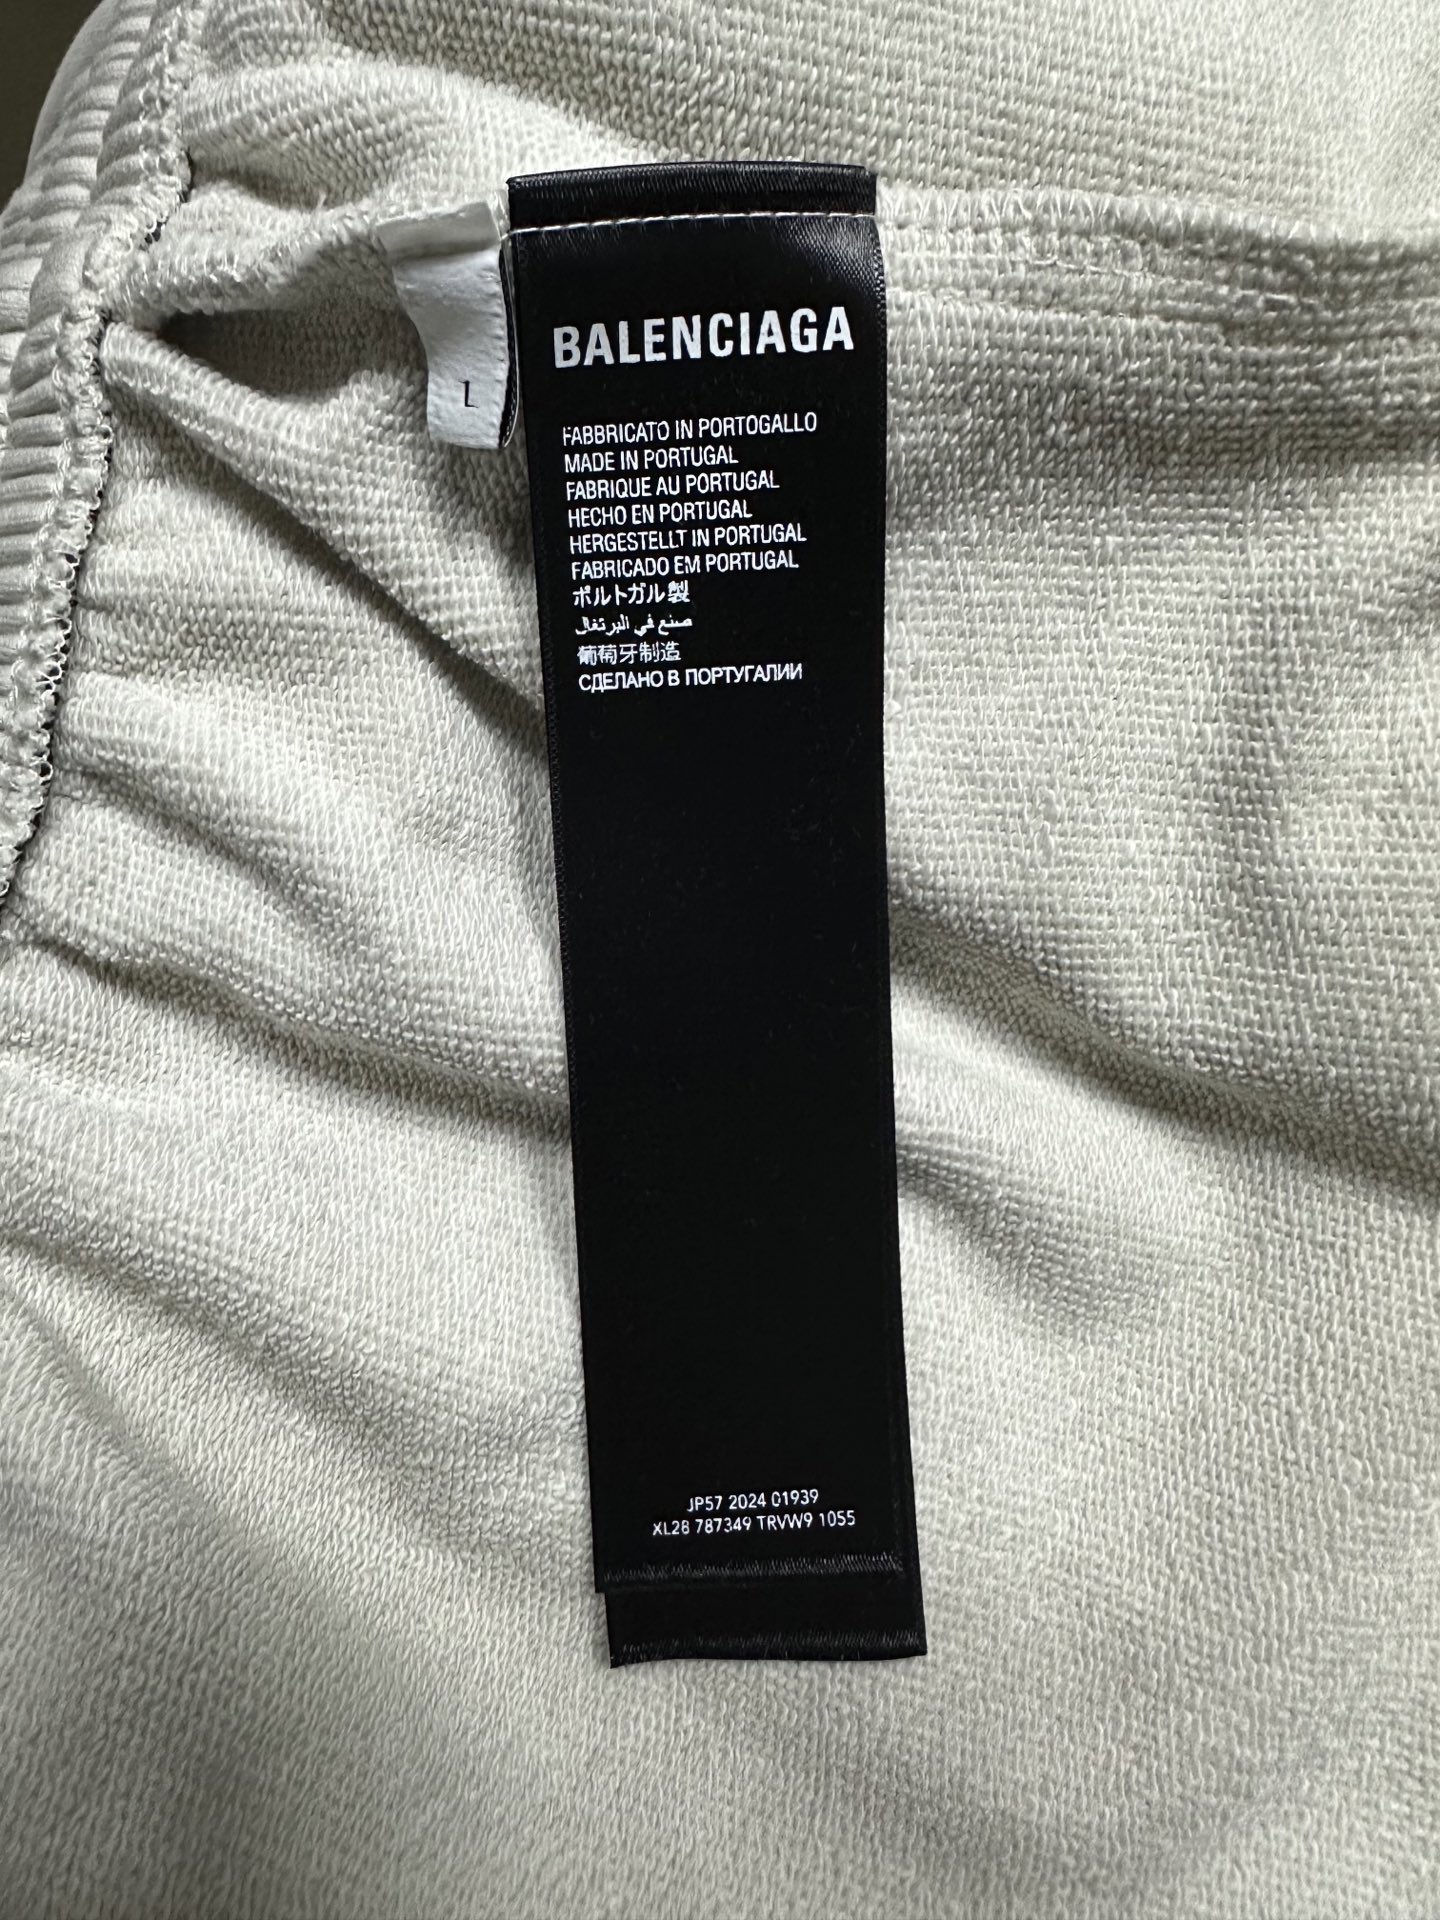 L
BALENCIAGA
FABBRICATO IN PORTOGALLO
MADE IN PORTUGAL
FABRIQUE AU PORTUGAL
HECHO EN PORTUGAL
HERGESTELLT IN PORTUGAL
FABRICADO EM PORTUGAL
ポルトガル製
صنع في البرتغال
葡萄牙制造
СДЕЛАНО В ПОРТУГАЛИИ
JP57 2024 01939
XL28 787349 TRVW9 1055